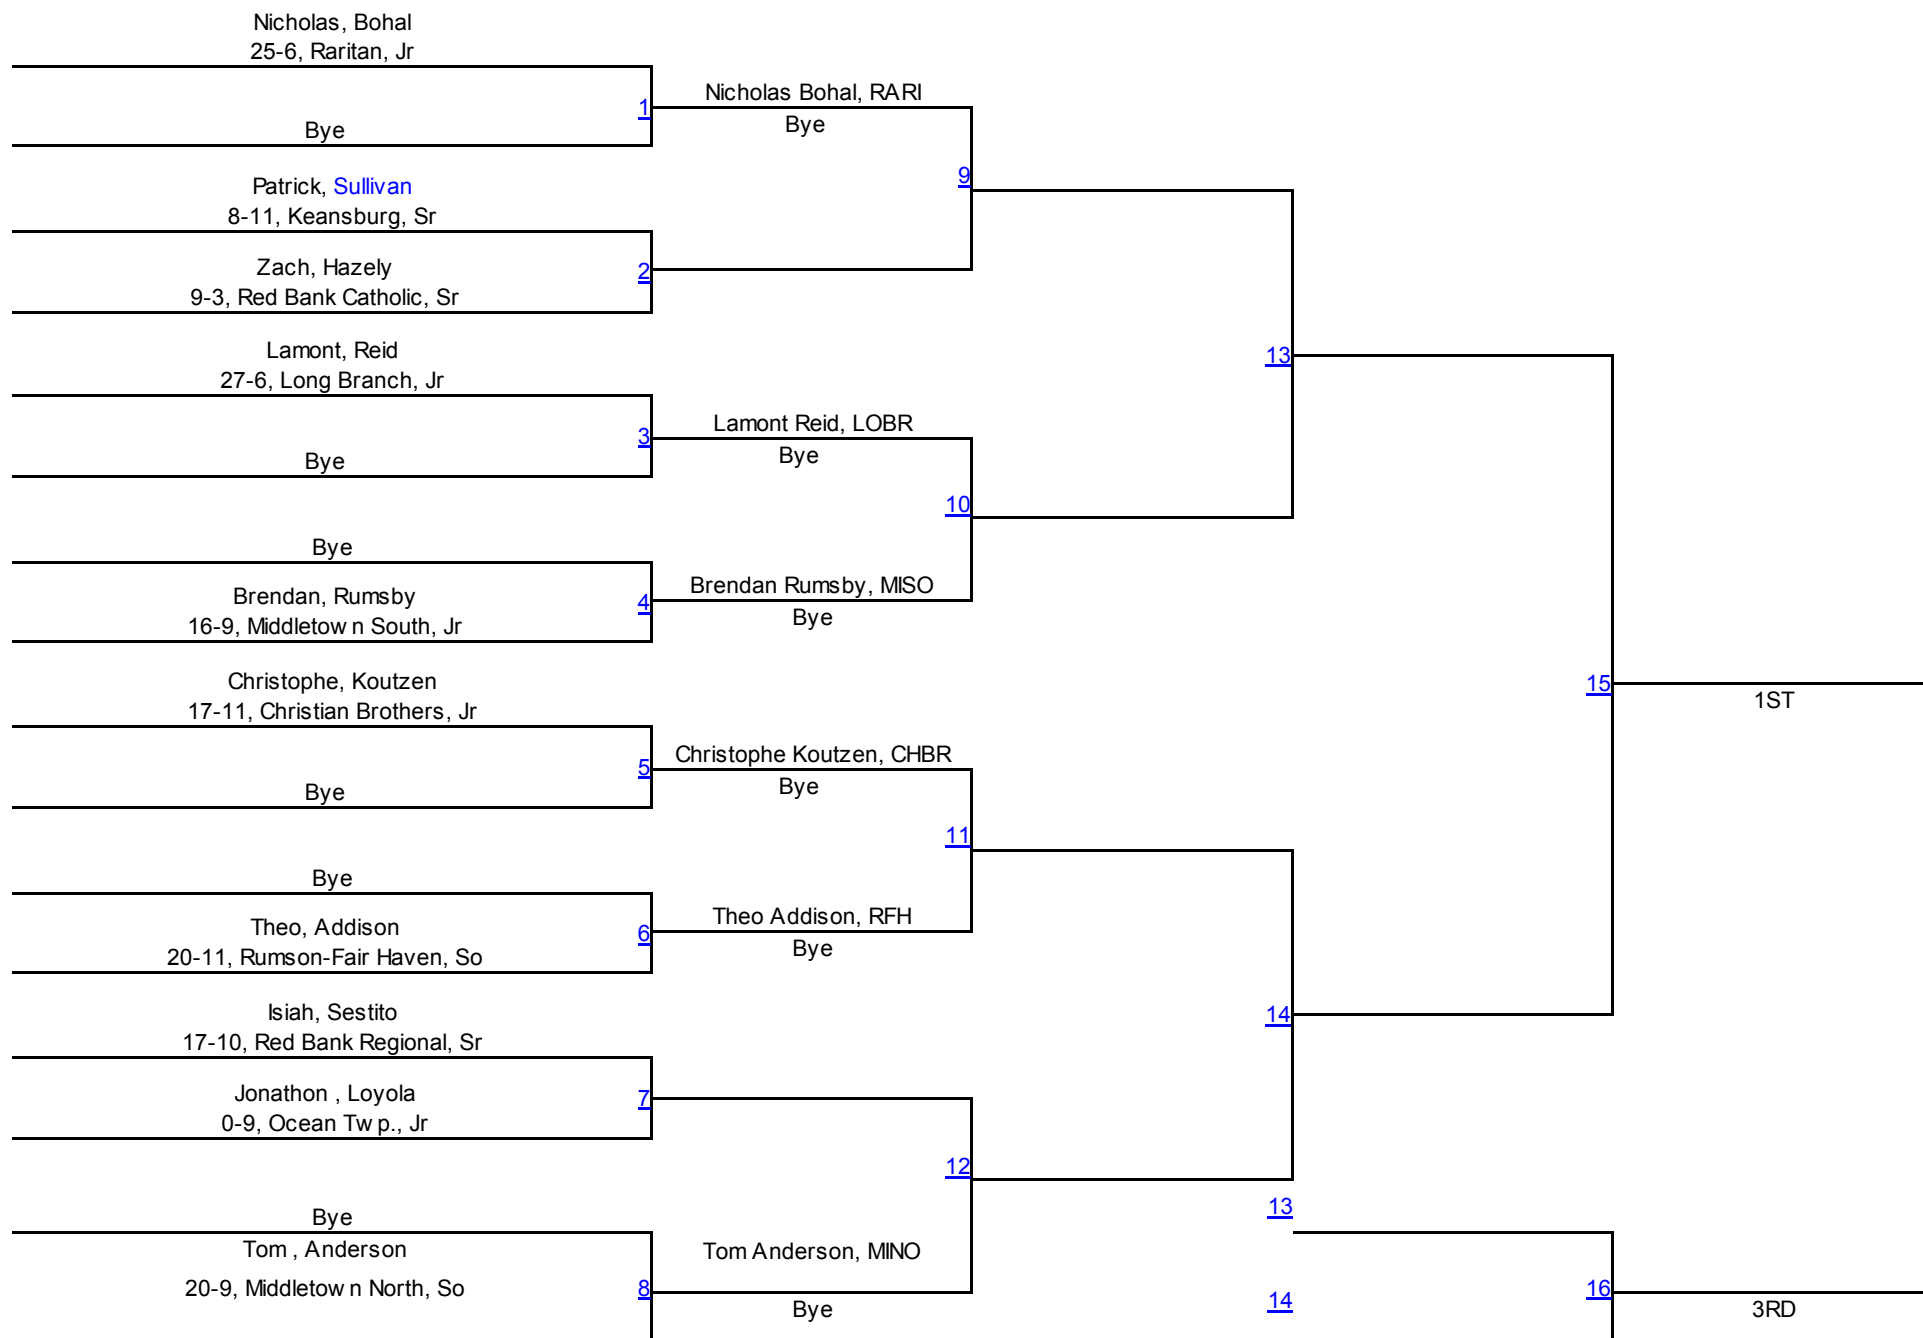 Nicholas, Bohal
25-6, Raritan, Jr
1
Nicholas Bohal, RARI
Bye
Bye
9
Patrick, Sullivan
8-11, Keansburg, Sr
2
Zach, Hazely
9-3, Red Bank Catholic, Sr
13
Lamont, Reid
27-6, Long Branch, Jr
3
Lamont Reid, LOBR
Bye
Bye
10
Bye
4
Brendan Rumsby, MISO
Bye
Brendan, Rumsby
16-9, Middletown South, Jr
15
1ST
Christophe, Koutzen
17-11, Christian Brothers, Jr
5
Christophe Koutzen, CHBR
Bye
Bye
11
Bye
6
Theo Addison, RFH
Bye
Theo, Addison
20-11, Rumson-Fair Haven, So
14
Isiah, Sestito
17-10, Red Bank Regional, Sr
7
Jonathon , Loyola
0-9, Ocean Twp., Jr
12
13
Bye
Tom , Anderson
20-9, Middletown North, So
8
Tom Anderson, MINO
Bye
14
16
3RD